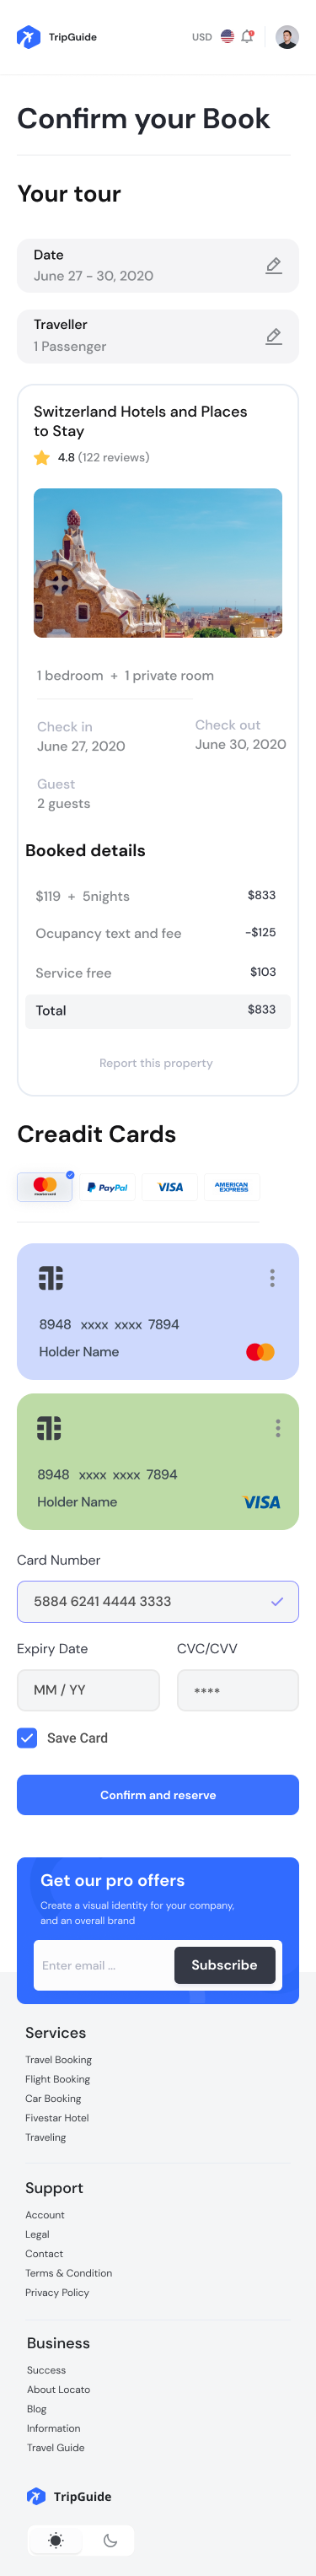 TripGuide
USD
Confirm your Book
Your tour
Date
June 27 - 30, 2020
Traveller
1 Passenger
Switzerland Hotels and Places
to Stay
4.8 (122 reviews)
1 bedroom + 1 private room
Check in
June 27, 2020
Check out
June 30, 2020
Guest
2 guests
Booked details
$119 + 5nights
$833
Ocupancy text and fee
-$125
Service free
$103
Total
$833
Report this property
Creadit Cards
mastercard
PayPal
VISA
AMERICAN
EXPRESS
8948 xxxx xxxx 7894
Holder Name
8948 xxxx xxxx 7894
Holder Name
VISA
Card Number
5884 6241 4444 3333
Expiry Date
CVC/CVV
MM / YY
****
Save Card
Confirm and reserve
Get our pro offers
Create a visual identity for your company,
and an overall brand
Enter email ...
Subscribe
Services
Travel Booking
Flight Booking
Car Booking
Fivestar Hotel
Traveling
Support
Account
Legal
Contact
Terms & Condition
Privacy Policy
Business
Success
About Locato
Blog
Information
Travel Guide
TripGuide